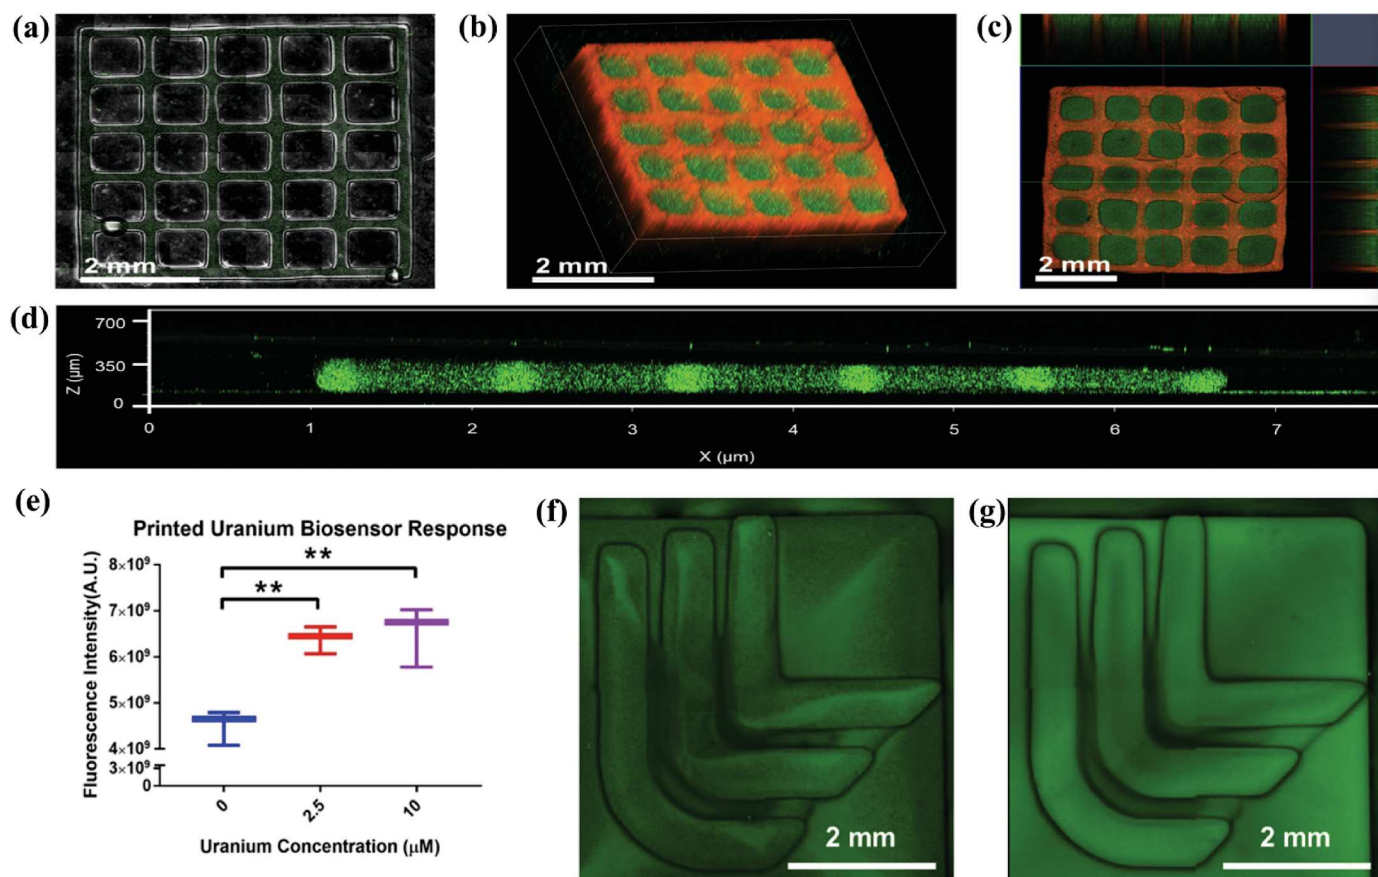 (a)
2 mm
(b)
2 mm
(c)
2 mm
(d)
700
350
0
Z (µm)
0 1 2 3 4 5 6 7
X (µm)
(e)
Printed Uranium Biosensor Response
Fluorescence Intensity(A.U.)
8×10⁹
7×10⁹
6×10⁹
5×10⁹
4×10⁹
3×10⁹
0
**
**
0 2.5 10
Uranium Concentration (µM)
(f)
2 mm
(g)
2 mm